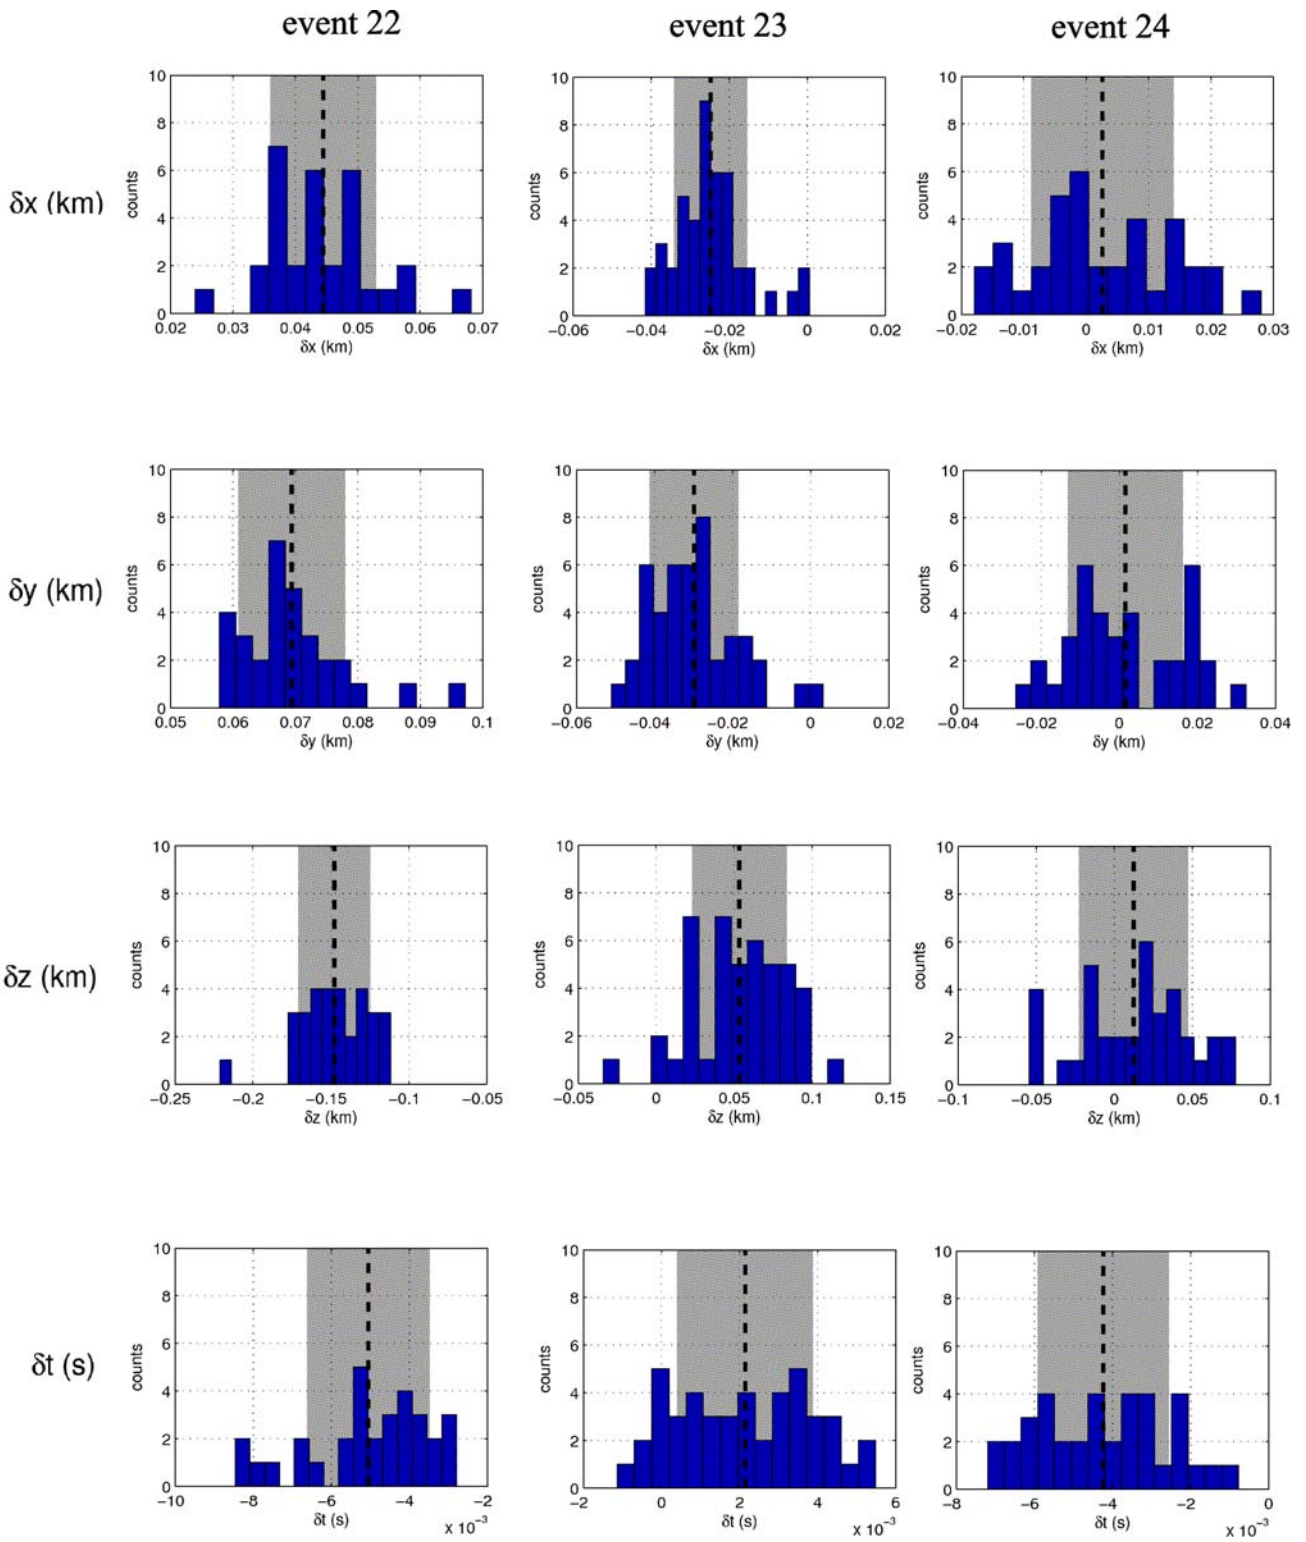 event 22 event 23 event 24
δx (km)
10 8 6 4 2 0
counts
0.02 0.03 0.04 0.05 0.06 0.07
δx (km)
10 8 6 4 2 0
counts
−0.06 −0.04 −0.02 0 0.02
δx (km)
10 8 6 4 2 0
counts
−0.02 −0.01 0 0.01 0.02 0.03
δx (km)
δy (km)
10 8 6 4 2 0
counts
0.05 0.06 0.07 0.08 0.09 0.1
δy (km)
10 8 6 4 2 0
counts
−0.06 −0.04 −0.02 0 0.02
δy (km)
10 8 6 4 2 0
counts
−0.04 −0.02 0 0.02 0.04
δy (km)
δz (km)
10 8 6 4 2 0
counts
−0.25 −0.2 −0.15 −0.1 −0.05
δz (km)
10 8 6 4 2 0
counts
−0.05 0 0.05 0.1 0.15
δz (km)
10 8 6 4 2 0
counts
−0.1 −0.05 0 0.05 0.1
δz (km)
δt (s)
10 8 6 4 2 0
counts
−10 −8 −6 −4 −2
δt (s)
x 10⁻³
10 8 6 4 2 0
counts
−2 0 2 4 6
δt (s)
x 10⁻³
10 8 6 4 2 0
counts
−8 −6 −4 −2 0
δt (s)
x 10⁻³